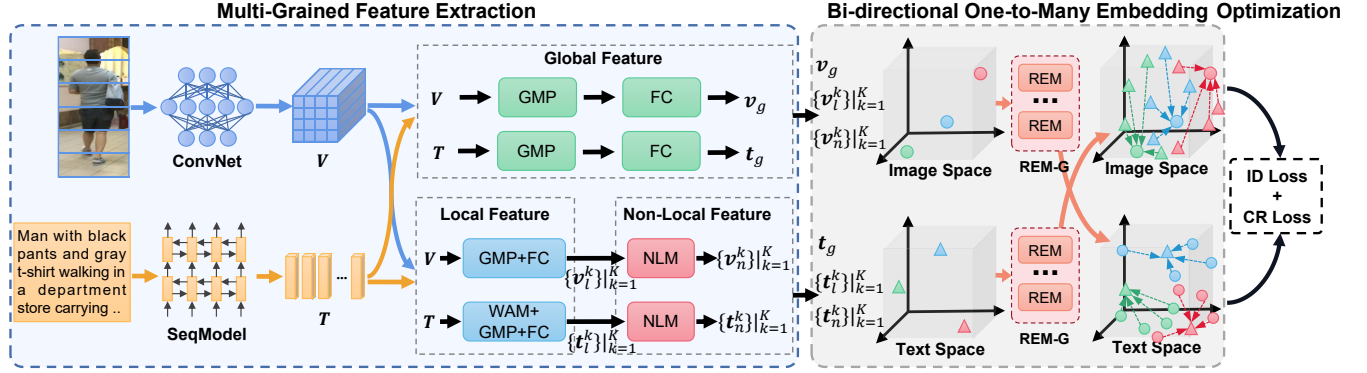 Multi-Grained Feature Extraction
Bi-directional One-to-Many Embedding Optimization
ConvNet
V
Global Feature
V
GMP
FC
v_g
T
GMP
FC
t_g
Man with black
pants and gray
t-shirt walking in
a department
store carrying ..
SeqModel
...
T
Local Feature
Non-Local Feature
V
GMP+FC
{v_l^k}|_{k=1}^K
NLM
{v_n^k}|_{k=1}^K
T
WAM+
GMP+FC
{t_l^k}|_{k=1}^K
NLM
{t_n^k}|_{k=1}^K
v_g
{v_l^k}|_{k=1}^K
{v_n^k}|_{k=1}^K
Image Space
REM
...
REM
REM-G
Image Space
t_g
{t_l^k}|_{k=1}^K
{t_n^k}|_{k=1}^K
Text Space
REM
...
REM
REM-G
Text Space
ID Loss
+
CR Loss